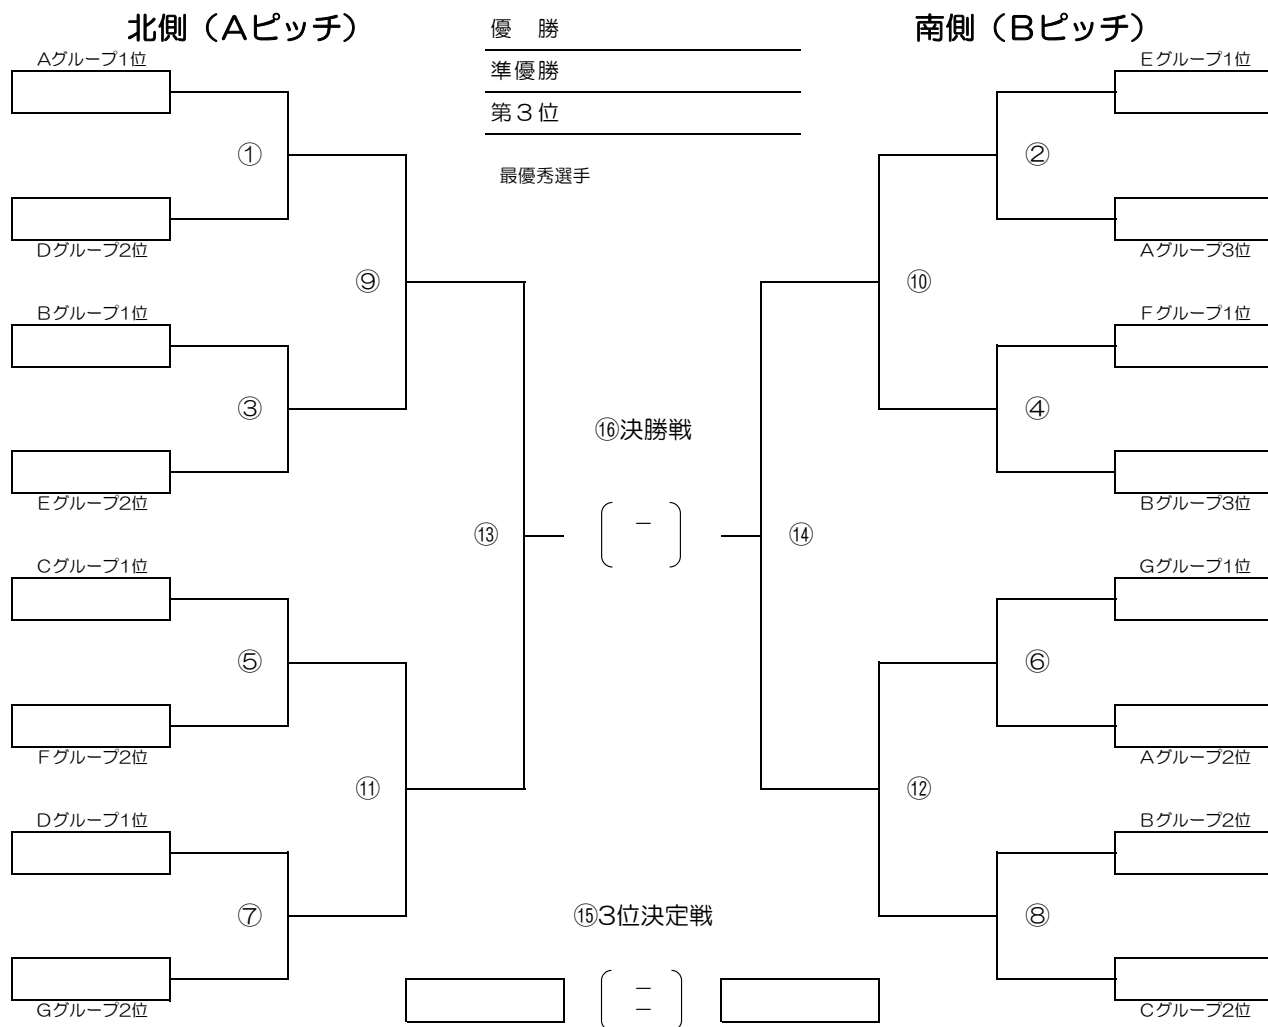 北側（Aピッチ）
優　勝
南側（Bピッチ）
準優勝
第３位
最優秀選手
Aグループ1位
①
Dグループ2位
⑨
Bグループ1位
③
Eグループ2位
⑬
Cグループ1位
⑤
Fグループ2位
⑪
Dグループ1位
⑦
Gグループ2位
⑯決勝戦
－
⑮3位決定戦
－
－
Eグループ1位
②
Aグループ3位
⑩
Fグループ1位
④
Bグループ3位
⑭
Gグループ1位
⑥
Aグループ2位
⑫
Bグループ2位
⑧
Cグループ2位